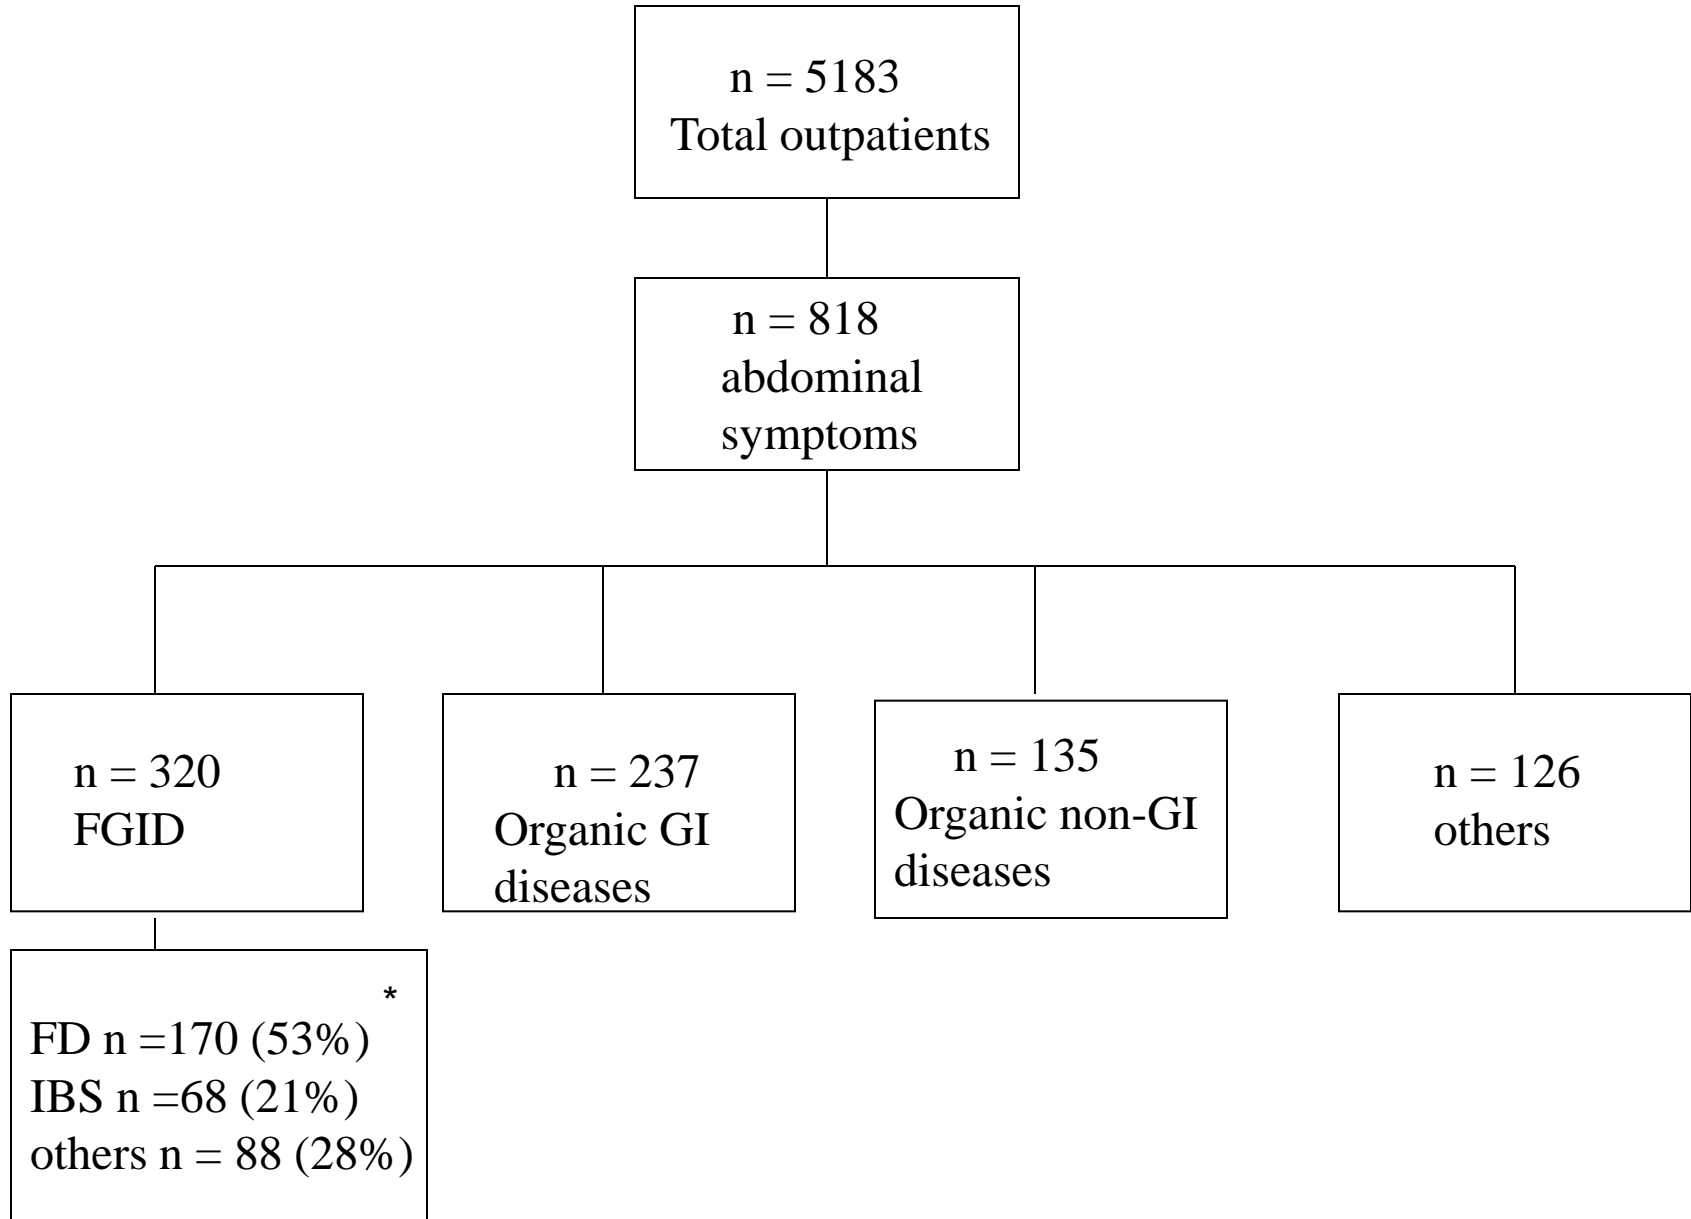 n = 5183
Total outpatients
n = 818
abdominal
symptoms
n = 320
FGID
n = 237
Organic GI
diseases
n = 135
Organic non-GI
diseases
n = 126
others
*
FD n =170 (53%)
IBS n =68 (21%)
others n = 88 (28%)